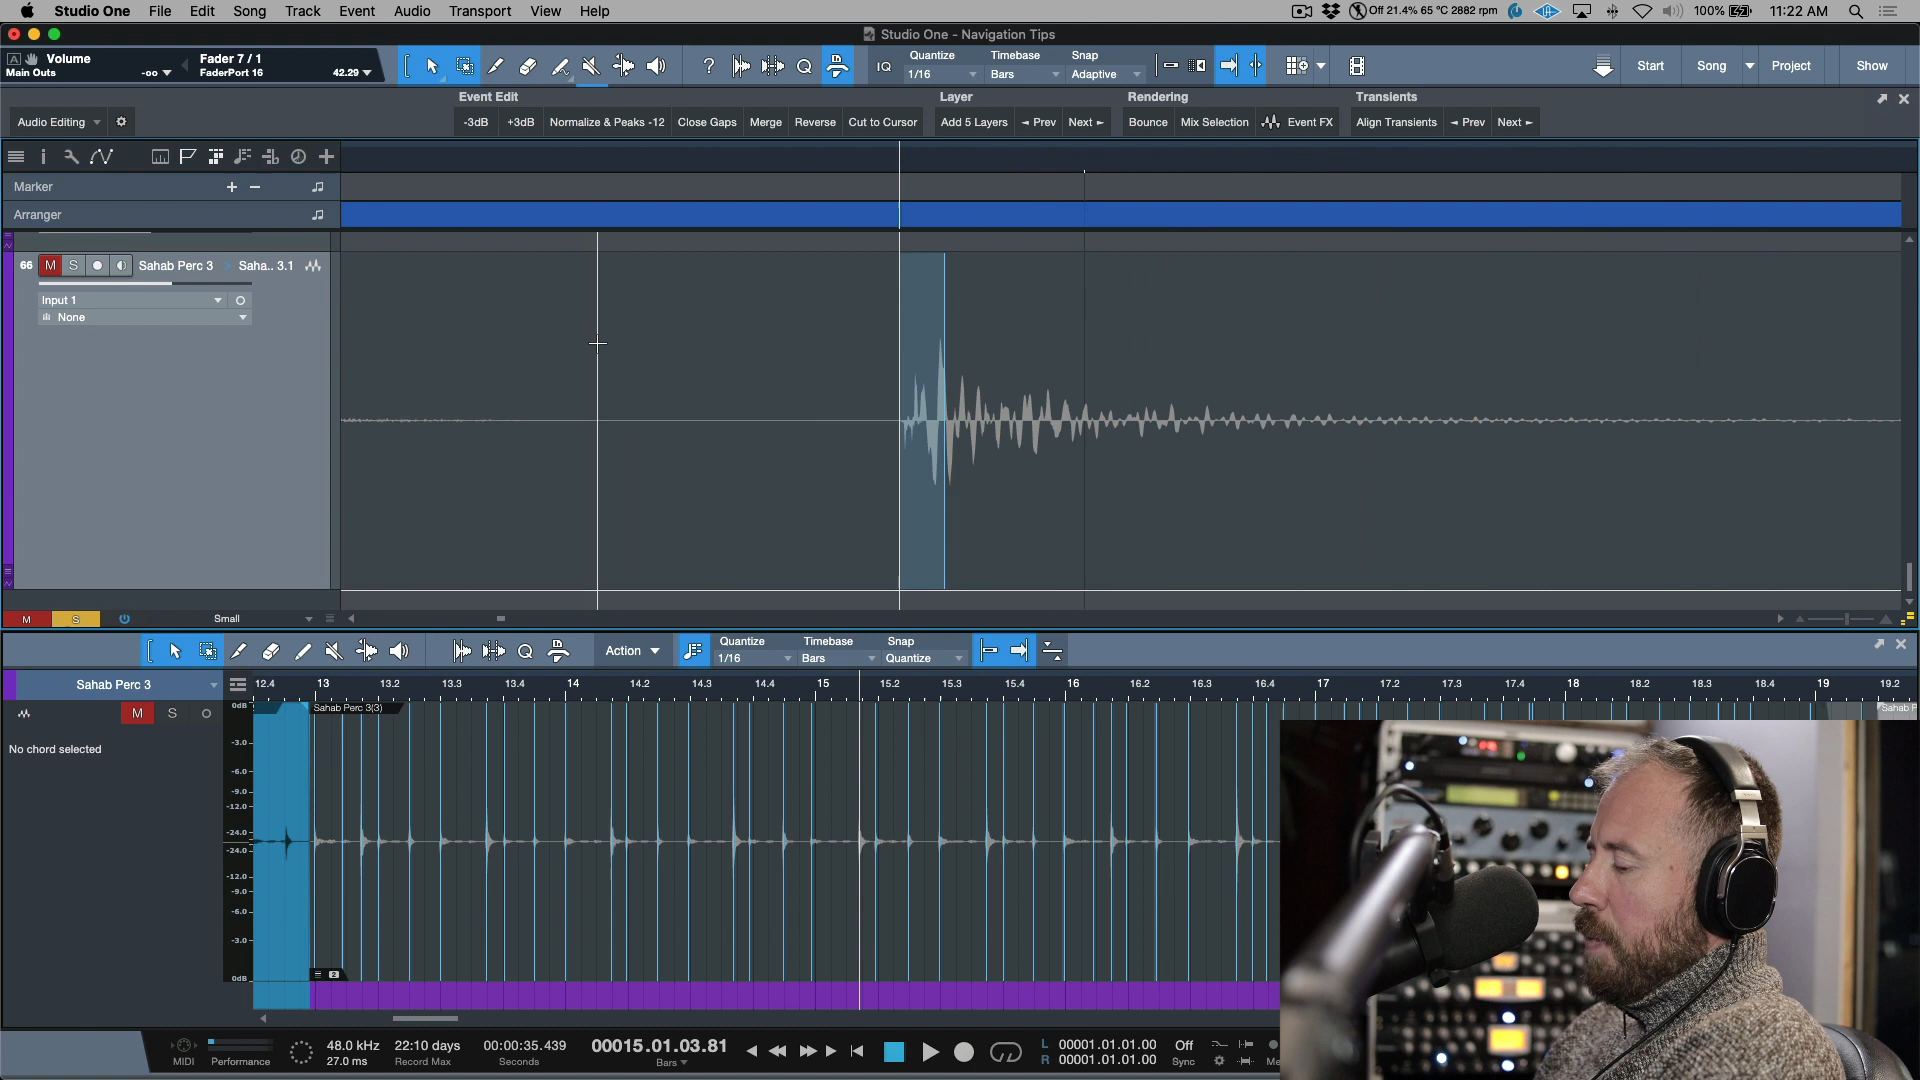 Studio One File Edit Song Track Event Audio Transport View Help Off 21.4% 65 °C 2882 rpm 100% 11:22 AM
Studio One - Navigation Tips
Volume Fader 7 / 1
Main Outs -oo FaderPort 16 42.29
Quantize Timebase Snap
IQ 1/16 Bars Adaptive Start Song Project Show
Event Edit Layer Rendering Transients
Audio Editing -3dB +3dB Normalize & Peaks -12 Close Gaps Merge Reverse Cut to Cursor Add 5 Layers Prev Next Bounce Mix Selection Event FX Align Transients Prev Next
Marker
Arranger
66 M S Sahab Perc 3 Saha.. 3.1
Input 1
None
M S Small
Action Quantize Timebase Snap
1/16 Bars Quantize
Sahab Perc 3 12.4 13 13.2 13.3 13.4 14 14.2 14.3 14.4 15 15.2 15.3 15.4 16 16.2 16.3 16.4 17 17.2 17.3 17.4 18 18.2 18.3 18.4 19 19.2
M S 0dB Sahab Perc 3(3) Sahab P
No chord selected
-3.0
-6.0
-9.0
-12.0
-24.0
-24.0
-12.0
-9.0
-6.0
-3.0
0dB 2
MIDI Performance 48.0 kHz 22:10 days 00:00:35.439 00015.01.03.81 L 00001.01.01.00 Off
27.0 ms Record Max Seconds Bars R 00001.01.01.00 Sync